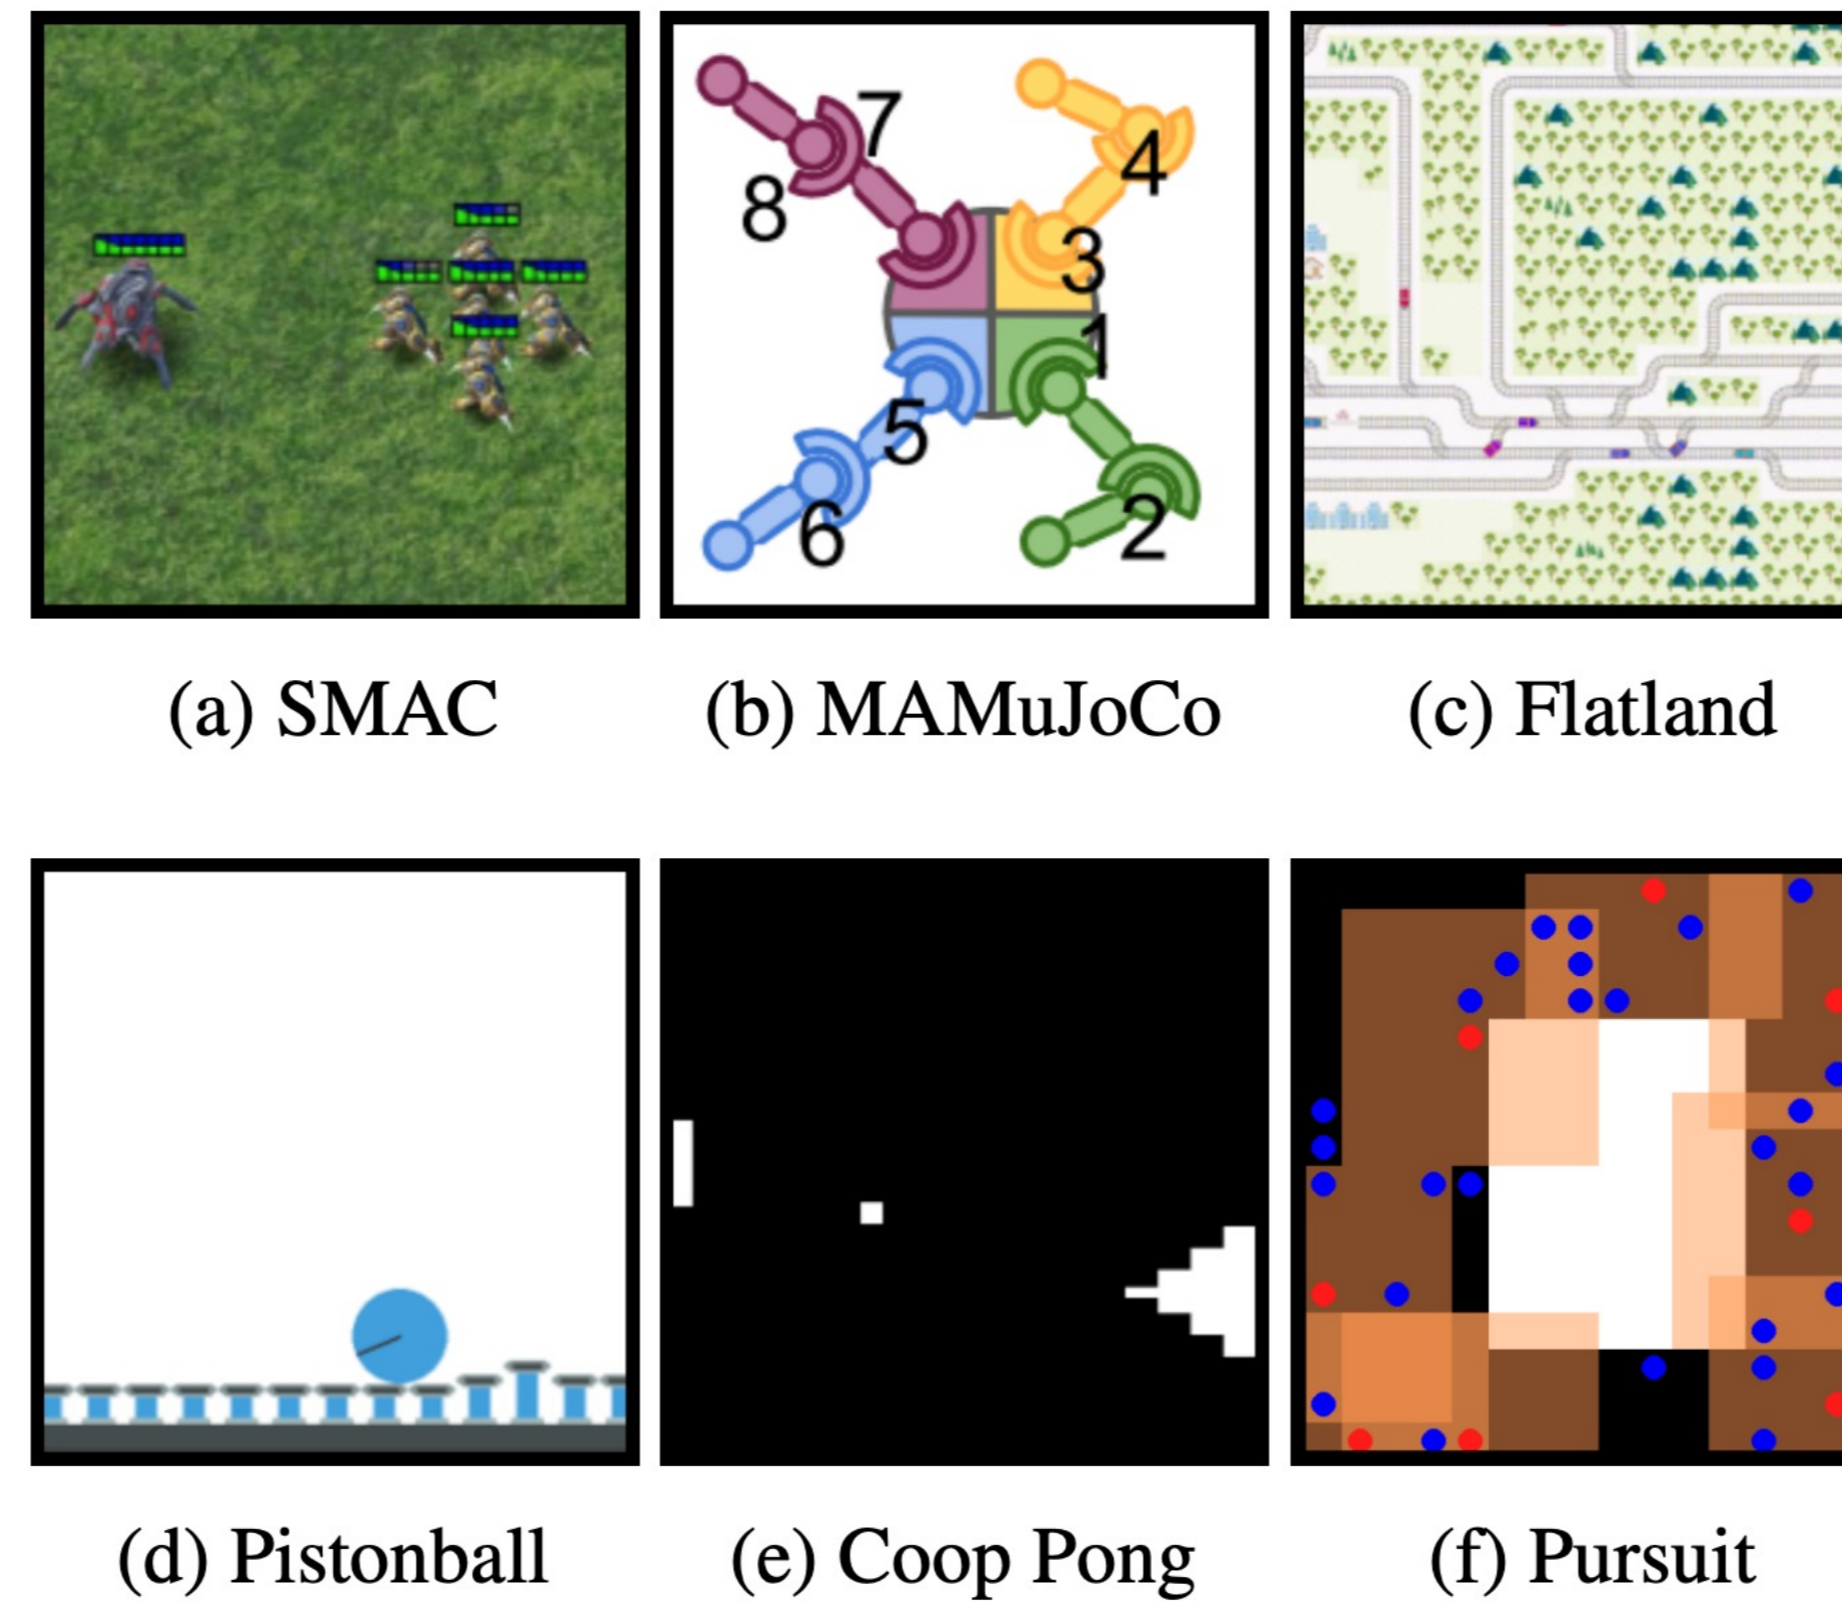 7
8
4
3
1
5
6
2
(a) SMAC
(b) MAMuJoCo
(c) Flatland
(d) Pistonball
(e) Coop Pong
(f) Pursuit